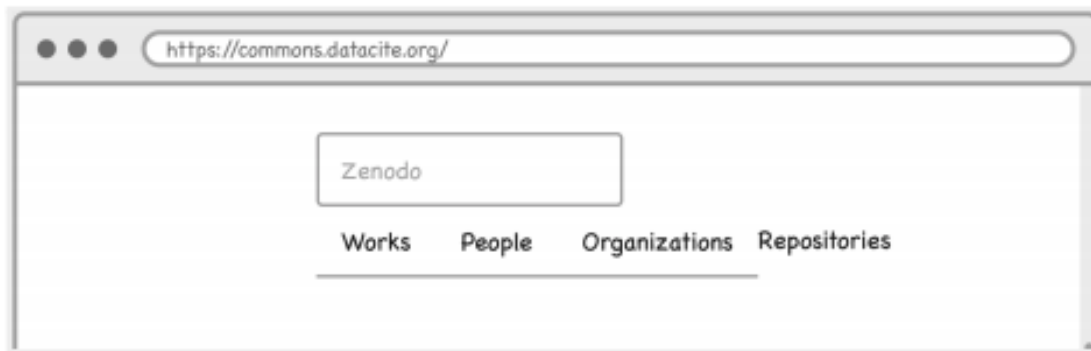 https://commons.datacite.org/
Zenodo
Works People Organizations Repositories